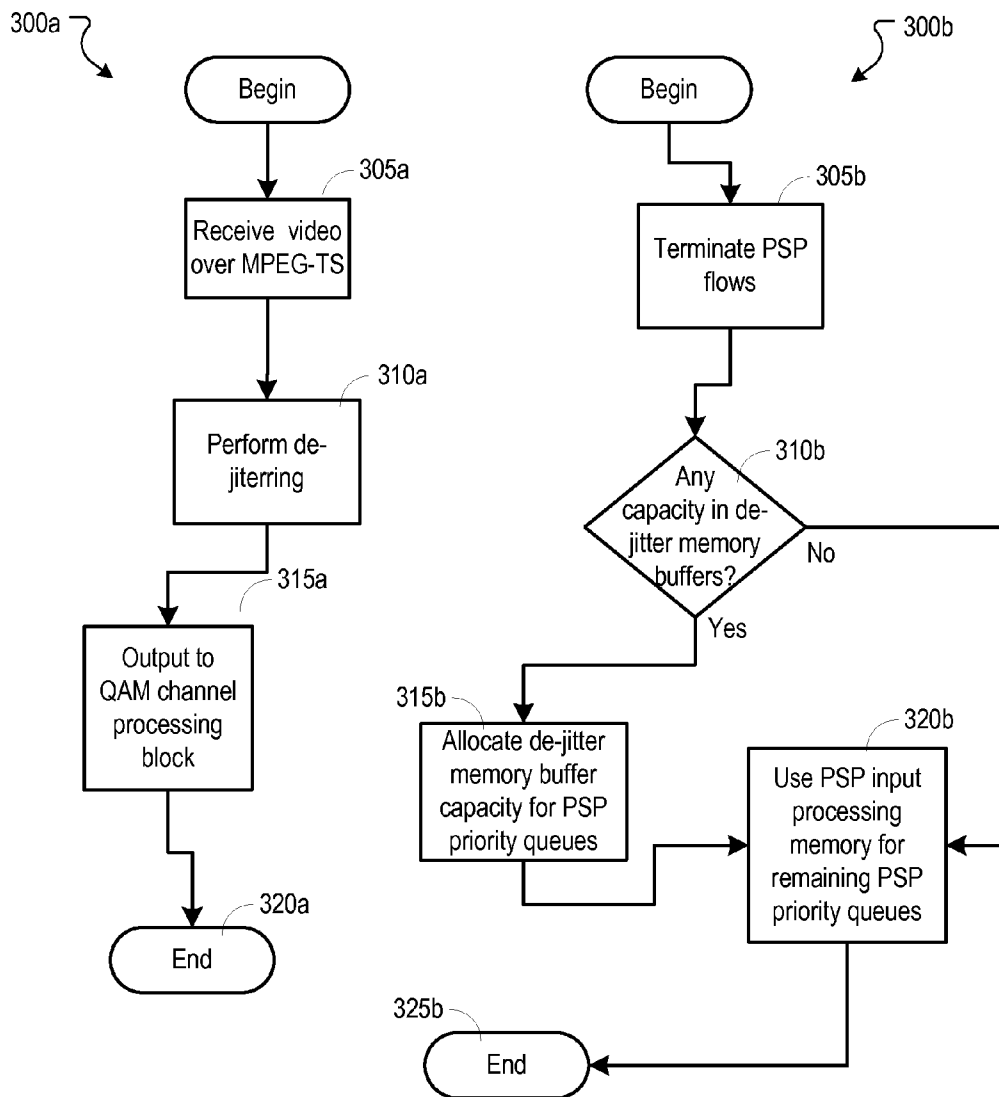 300a
Begin
305a
Receive video
over MPEG-TS
310a
Perform de-
jiterring
315a
Output to
QAM channel
processing
block
320a
End
300b
Begin
305b
Terminate PSP
flows
310b
Any
capacity in de-
jitter memory
buffers?
No
Yes
315b
Allocate de-jitter
memory buffer
capacity for PSP
priority queues
320b
Use PSP input
processing
memory for
remaining PSP
priority queues
325b
End